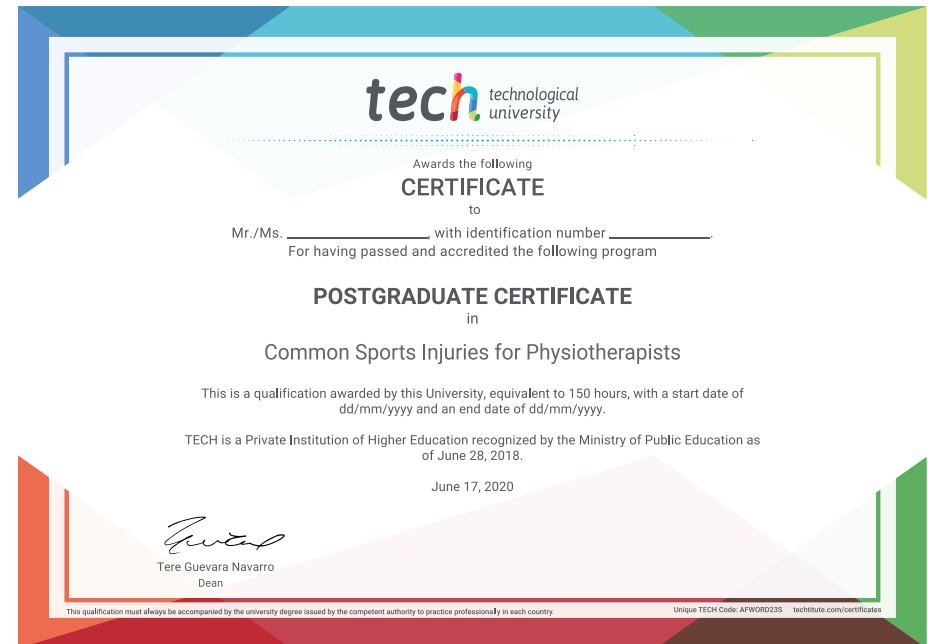 tech technological
university
Awards the following
CERTIFICATE
to
Mr./Ms. ____________________, with identification number ______________.
For having passed and accredited the following program
POSTGRADUATE CERTIFICATE
in
Common Sports Injuries for Physiotherapists
This is a qualification awarded by this University, equivalent to 150 hours, with a start date of
dd/mm/yyyy and an end date of dd/mm/yyyy.
TECH is a Private Institution of Higher Education recognized by the Ministry of Public Education as
of June 28, 2018.
June 17, 2020
Tere Guevara Navarro
Dean
This qualification must always be accompanied by the university degree issued by the competent authority to practice professionally in each country.
Unique TECH Code: AFWORD23S techtitute.com/certificates